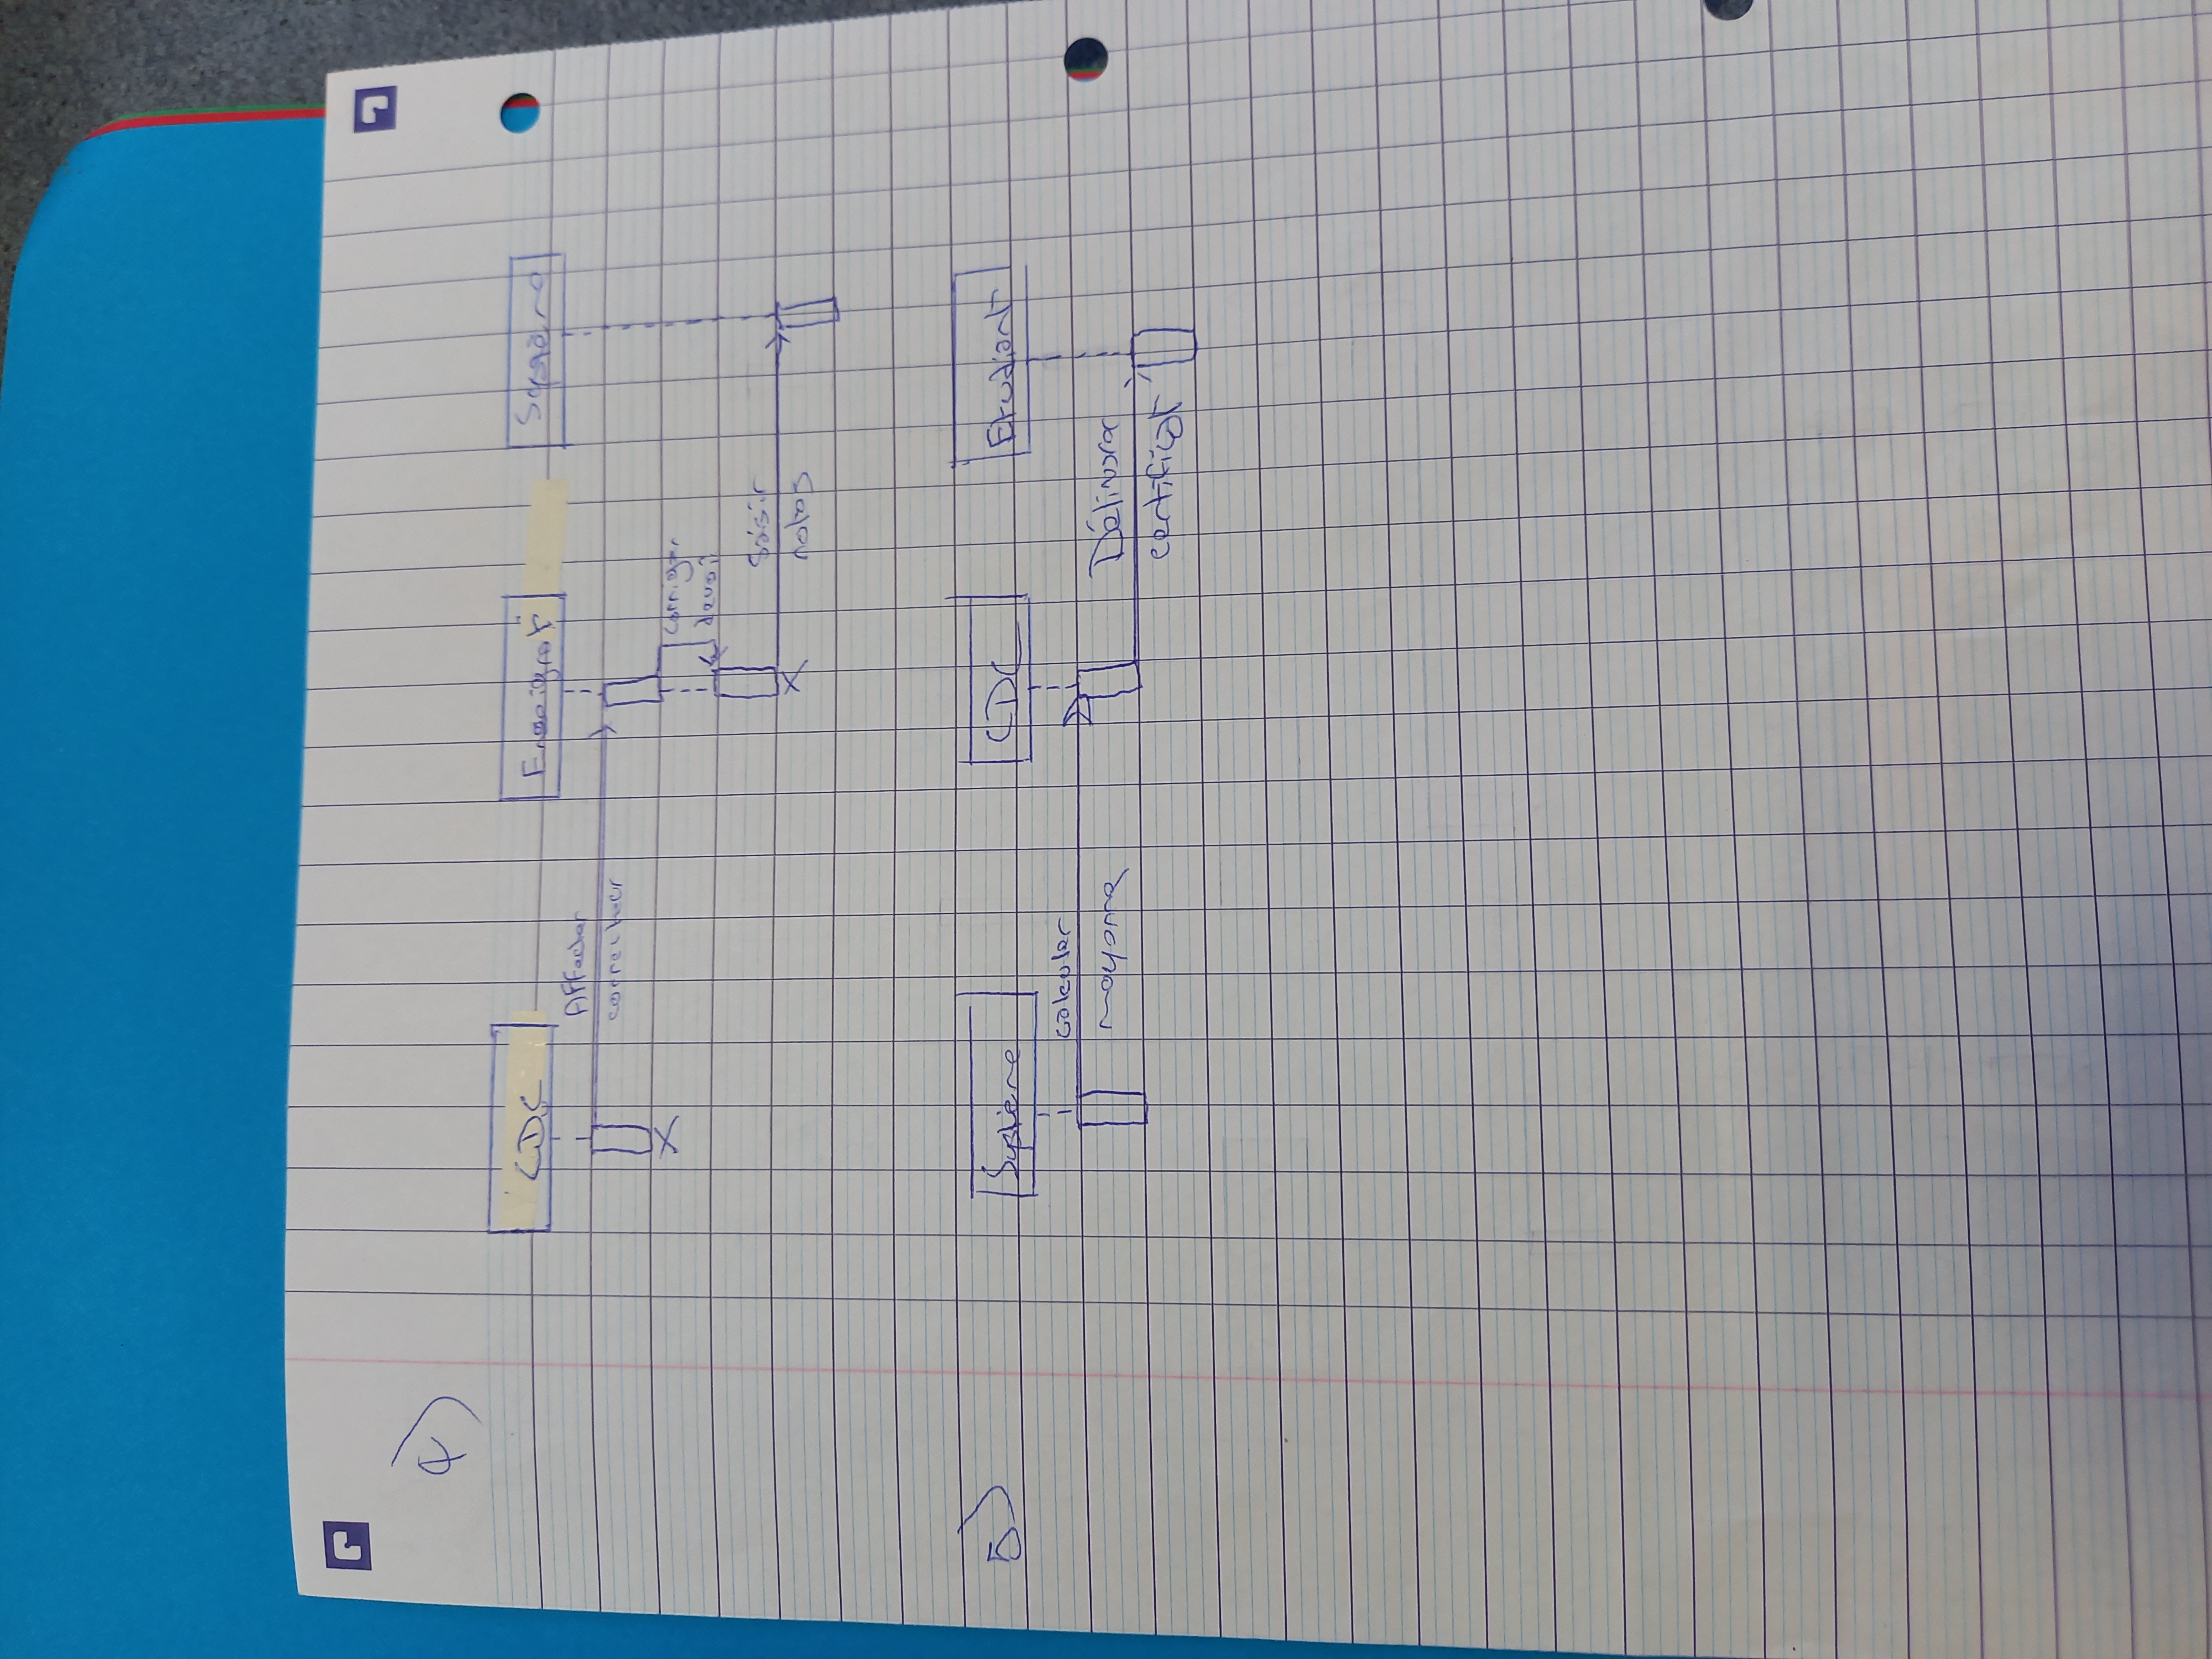 4)
CDC
Enseignant
Système
Affecter
correcteur
corriger
devoir
Saisir
notes
5)
Système
CDC
Etudiant
calculer
moyenne
Délivrer
certificat